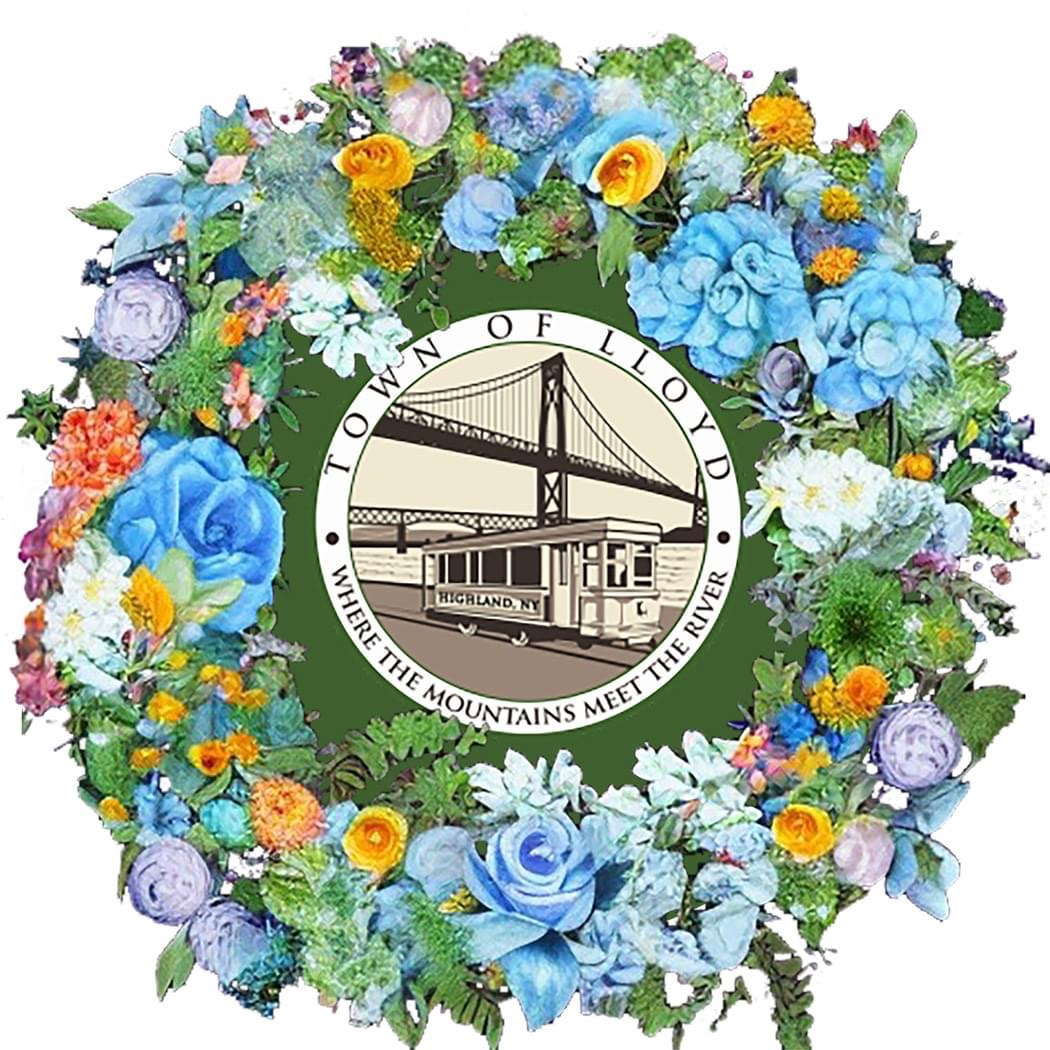 TOWN OF LLOYD
HIGHLAND, NY
L
WHERE THE MOUNTAINS MEET THE RIVER